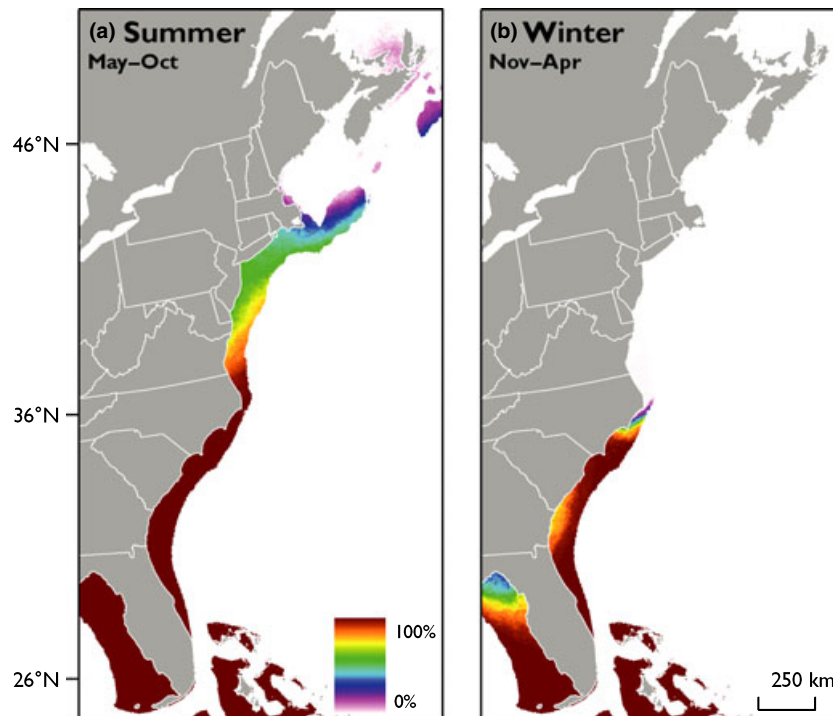 (a) Summer
May–Oct
(b) Winter
Nov–Apr
46°N
36°N
26°N
100%
0%
250 km